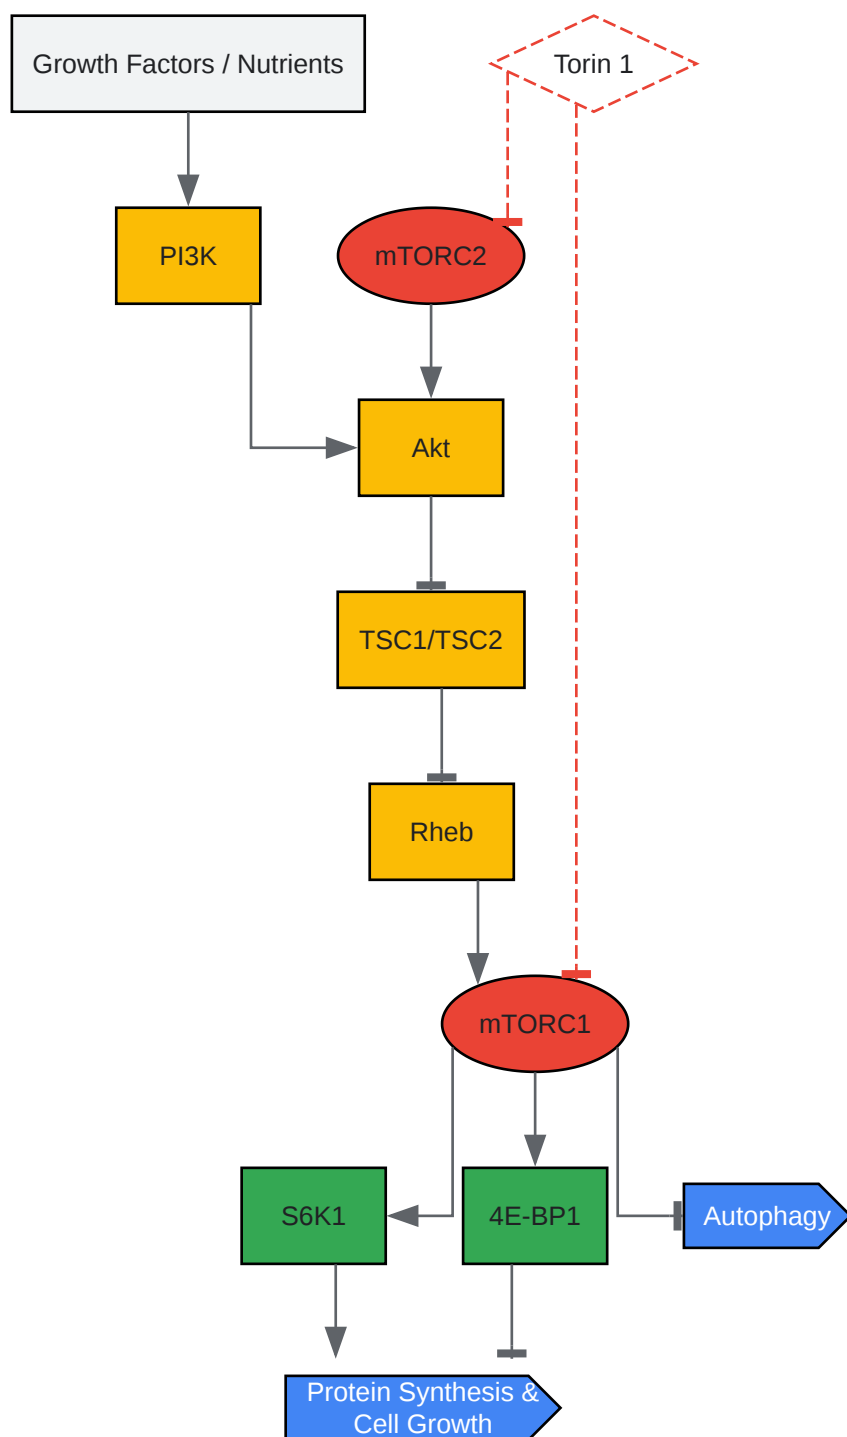 Growth Factors / Nutrients
Torin 1
PI3K
mTORC2
Akt
TSC1/TSC2
Rheb
mTORC1
S6K1
4E-BP1
Autophagy
Protein Synthesis &
Cell Growth